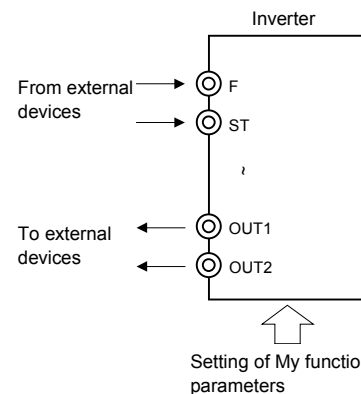 Inverter
From external
devices
F
ST
~
To external
devices
OUT1
OUT2
Setting of My functio
parameters